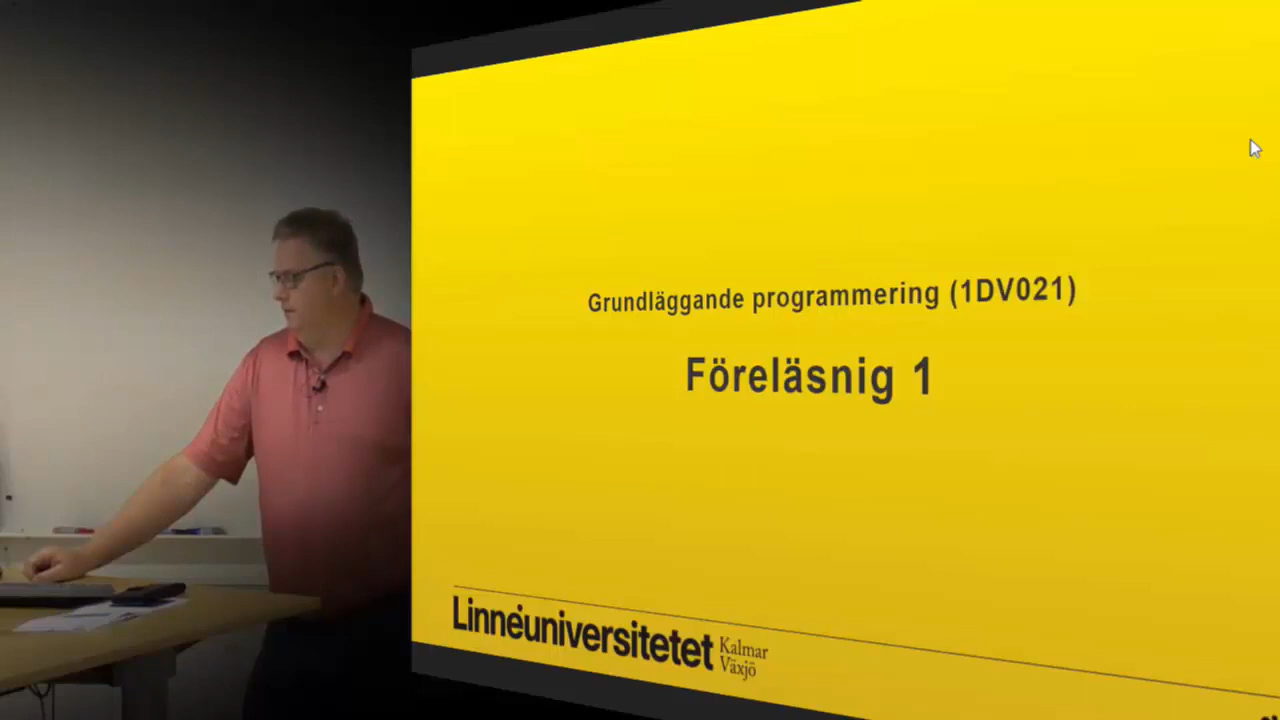 Grundläggande programmering (1DV021)
Föreläsnig 1
Linnéuniversitetet
Kalmar
Växjö